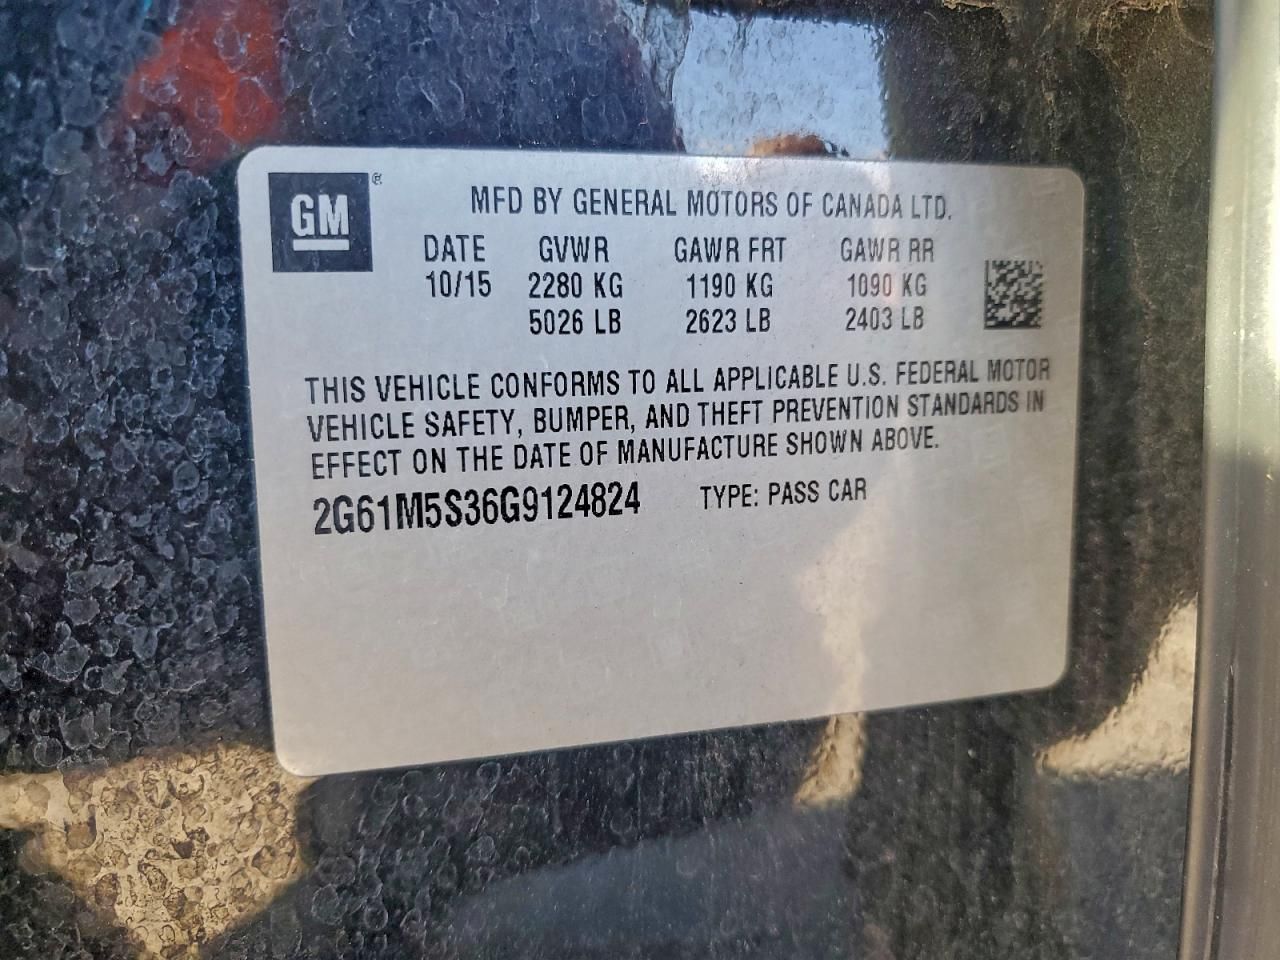 GM®
MFD BY GENERAL MOTORS OF CANADA LTD.
DATE GVWR GAWR FRT GAWR RR
10/15 2280 KG 1190 KG 1090 KG
5026 LB 2623 LB 2403 LB
THIS VEHICLE CONFORMS TO ALL APPLICABLE U.S. FEDERAL MOTOR
VEHICLE SAFETY, BUMPER, AND THEFT PREVENTION STANDARDS IN
EFFECT ON THE DATE OF MANUFACTURE SHOWN ABOVE.
2G61M5S36G9124824 TYPE: PASS CAR